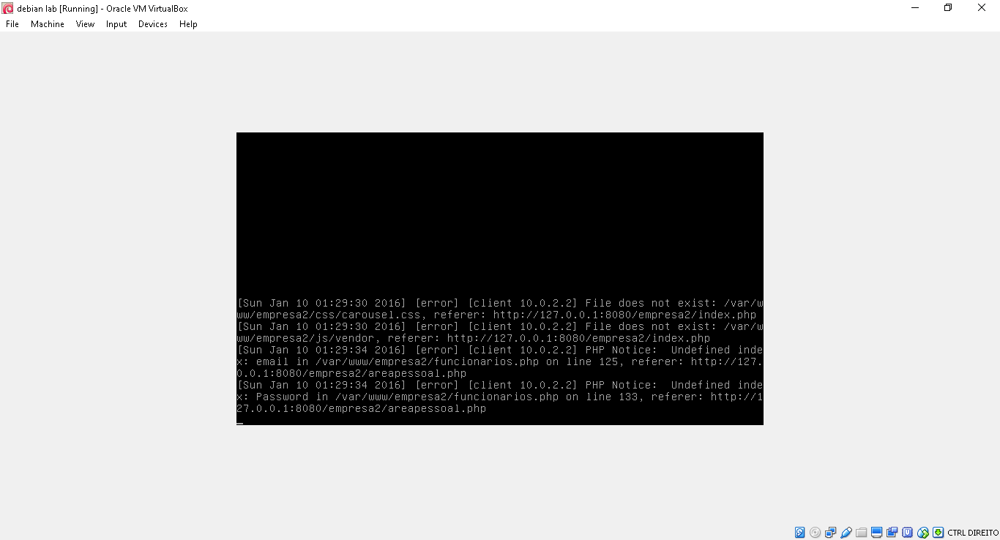 debian lab [Running] - Oracle VM VirtualBox
File Machine View Input Devices Help
[Sun Jan 10 01:29:30 2016] [error] [client 10.0.2.2] File does not exist: /var/w
ww/empresa2/css/carousel.css, referer: http://127.0.0.1:8080/empresa2/index.php
[Sun Jan 10 01:29:30 2016] [error] [client 10.0.2.2] File does not exist: /var/w
ww/empresa2/js/vendor, referer: http://127.0.0.1:8080/empresa2/index.php
[Sun Jan 10 01:29:34 2016] [error] [client 10.0.2.2] PHP Notice:  Undefined inde
x: email in /var/www/empresa2/funcionarios.php on line 125, referer: http://127.
0.0.1:8080/empresa2/areapessoal.php
[Sun Jan 10 01:29:34 2016] [error] [client 10.0.2.2] PHP Notice:  Undefined inde
x: Password in /var/www/empresa2/funcionarios.php on line 133, referer: http://1
27.0.0.1:8080/empresa2/areapessoal.php
CTRL DIREITO